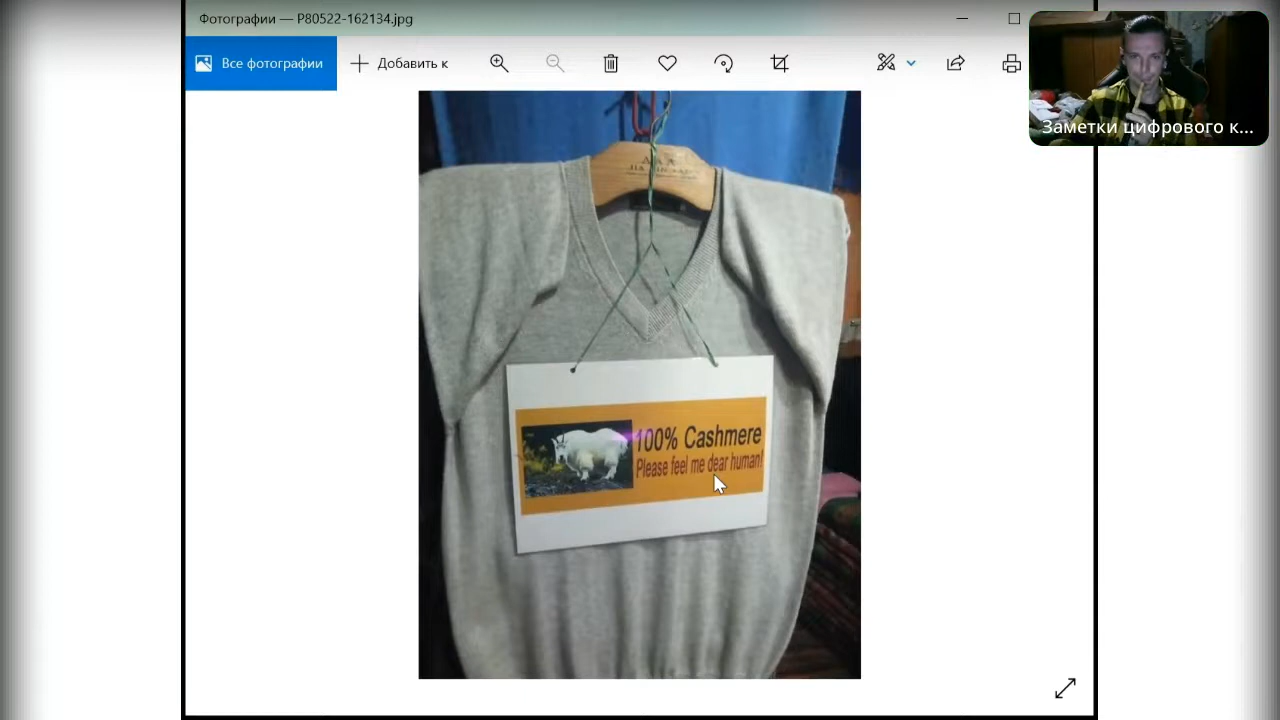 Фотографии — P80522-162134.jpg
Все фотографии
Добавить к
Заметки цифрового к...
100% Cashmere
Please feel me dear human!